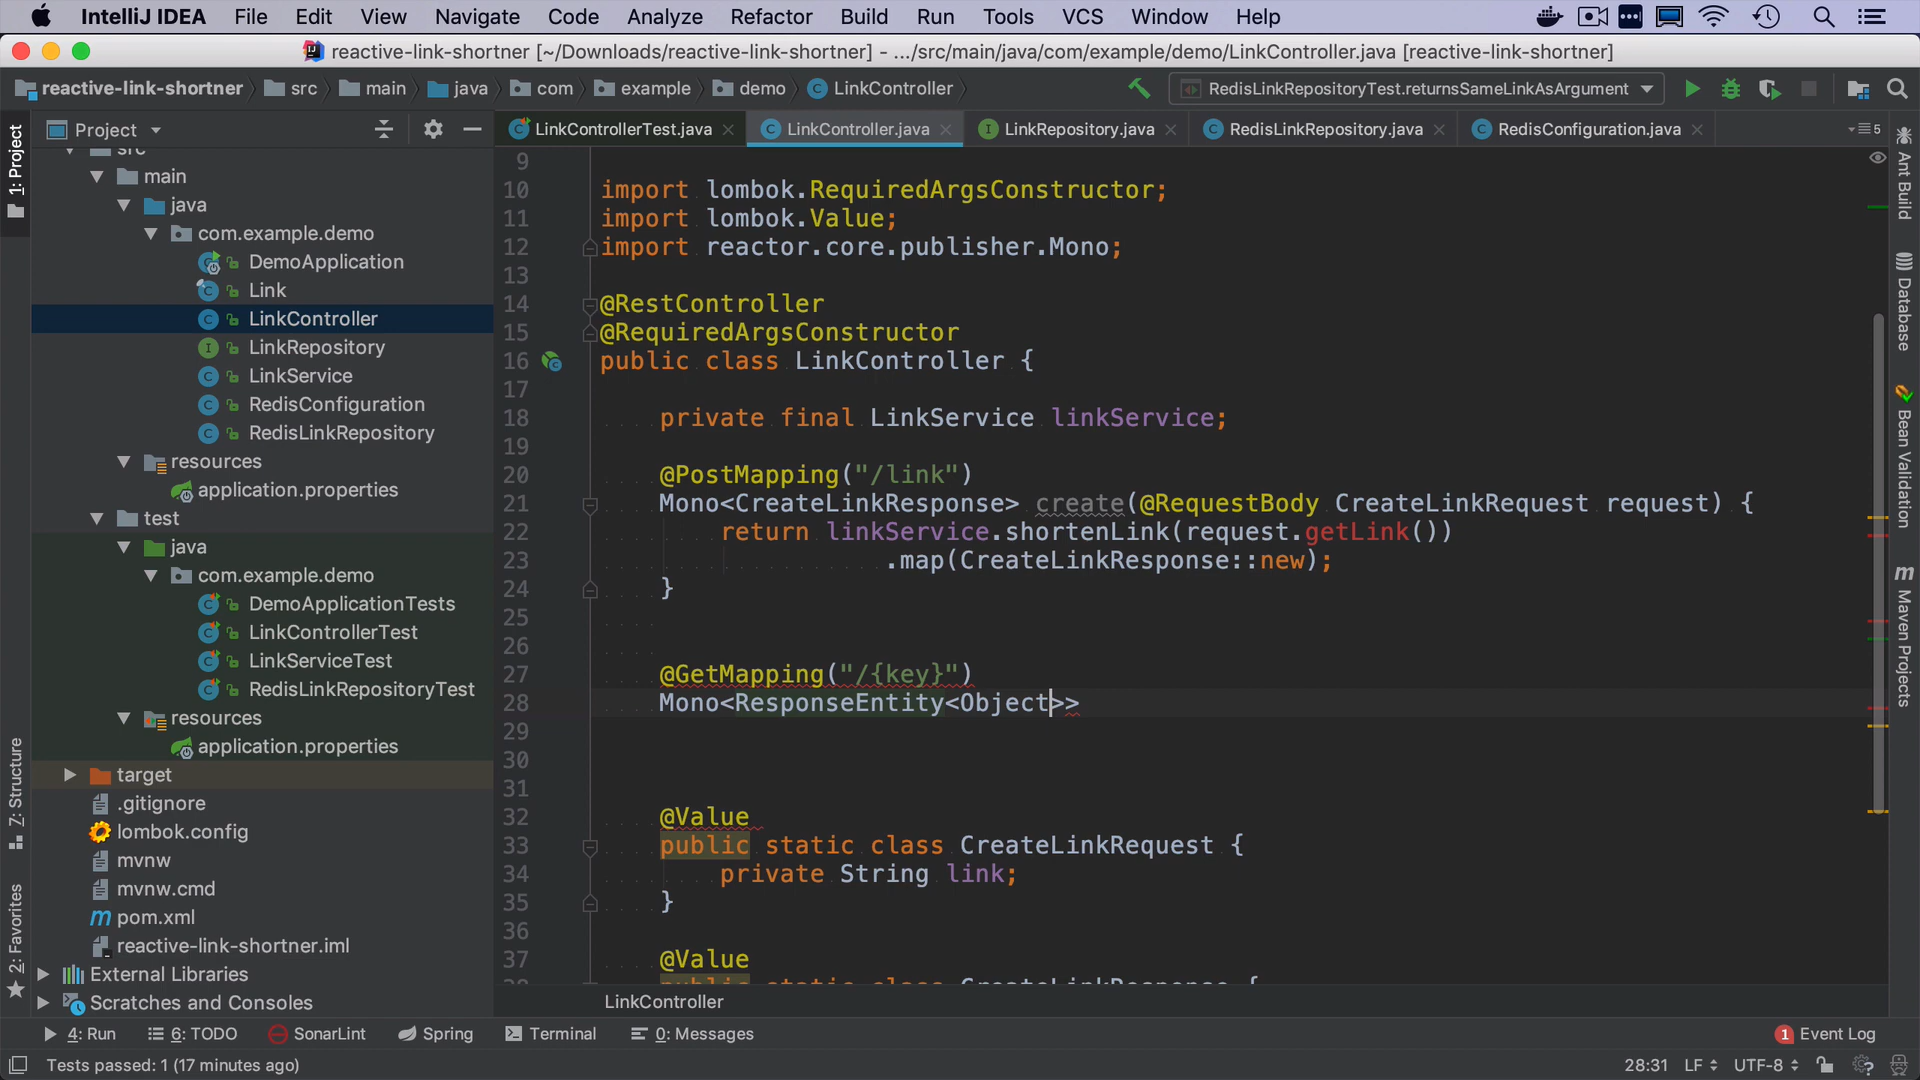 IntelliJ IDEA File Edit View Navigate Code Analyze Refactor Build Run Tools VCS Window Help
reactive-link-shortner [~/Downloads/reactive-link-shortner] - .../src/main/java/com/example/demo/LinkController.java [reactive-link-shortner]
reactive-link-shortner src main java com example demo LinkController RedisLinkRepositoryTest.returnsSameLinkAsArgument
Project
LinkControllerTest.java LinkController.java LinkRepository.java RedisLinkRepository.java RedisConfiguration.java 5
1: Project
Z: Structure
2: Favorites
src
main
java
com.example.demo
DemoApplication
Link
LinkController
LinkRepository
LinkService
RedisConfiguration
RedisLinkRepository
resources
application.properties
test
java
com.example.demo
DemoApplicationTests
LinkControllerTest
LinkServiceTest
RedisLinkRepositoryTest
resources
application.properties
target
.gitignore
lombok.config
mvnw
mvnw.cmd
pom.xml
reactive-link-shortner.iml
External Libraries
Scratches and Consoles
9
10 import lombok.RequiredArgsConstructor;
11 import lombok.Value;
12 import reactor.core.publisher.Mono;
13
14 @RestController
15 @RequiredArgsConstructor
16 public class LinkController {
17
18 private final LinkService linkService;
19
20 @PostMapping("/link")
21 Mono<CreateLinkResponse> create(@RequestBody CreateLinkRequest request) {
22 return linkService.shortenLink(request.getLink())
23 .map(CreateLinkResponse::new);
24 }
25
26
27 @GetMapping("/{key}")
28 Mono<ResponseEntity<Object>>
29
30
31
32 @Value
33 public static class CreateLinkRequest {
34 private String link;
35 }
36
37 @Value
38 public static class CreateLinkResponse {
LinkController
Ant Build
Database
Bean Validation
Maven Projects
4: Run 6: TODO SonarLint Spring Terminal 0: Messages 1 Event Log
Tests passed: 1 (17 minutes ago) 28:31 LF UTF-8